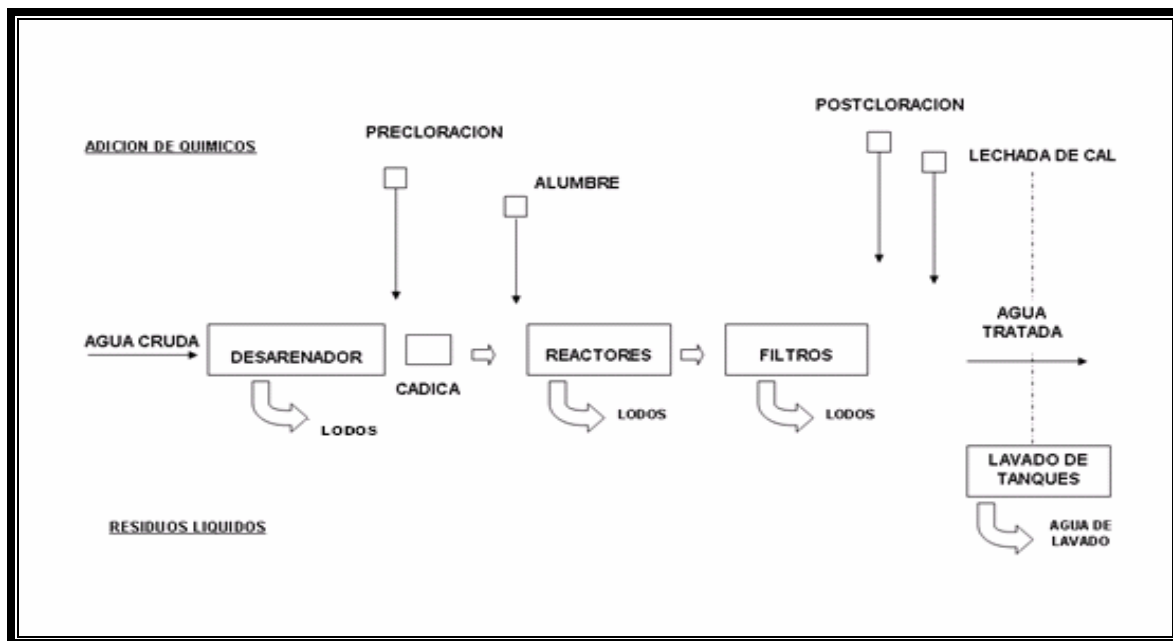 POSTCLORACION
PRECLORACION
ADICION DE QUIMICOS
LECHADA DE CAL
ALUMBRE
AGUA CRUDA
AGUA
TRATADA
DESARENADOR
REACTORES
FILTROS
CADICA
LODOS
LODOS
LODOS
LAVADO DE
TANQUES
RESIDUOS LIQUIDOS
AGUA DE
LAVADO